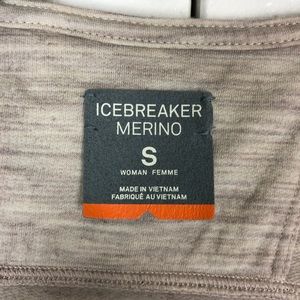 ICEBREAKER
MERINO
S
WOMAN FEMME
MADE IN VIETNAM
FABRIQUÉ AU VIETNAM